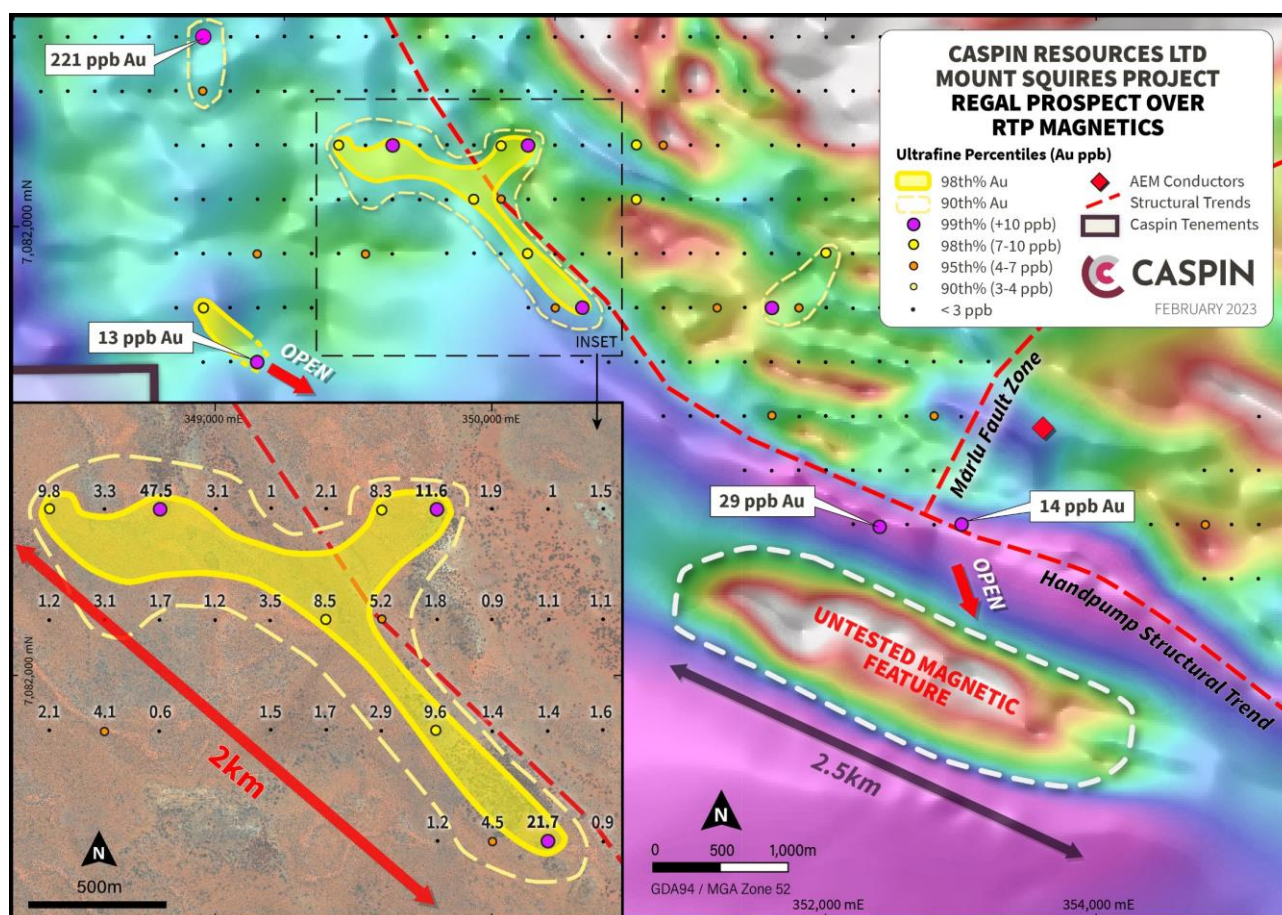 CASPIN RESOURCES LTD
MOUNT SQUIRES PROJECT
REGAL PROSPECT OVER
RTP MAGNETICS
Ultrafine Percentiles (Au ppb)
98th% Au
90th% Au
99th% (+10 ppb)
98th% (7-10 ppb)
95th% (4-7 ppb)
90th% (3-4 ppb)
< 3 ppb
AEM Conductors
Structural Trends
Caspin Tenements
CASPIN
FEBRUARY 2023
221 ppb Au
7,082,000 mN
13 ppb Au
OPEN
INSET
Marlu Fault Zone
29 ppb Au
14 ppb Au
OPEN
Handpump Structural Trend
UNTESTED MAGNETIC
FEATURE
2.5km
N
0 500 1,000m
GDA94 / MGA Zone 52
352,000 mE 354,000 mE
349,000 mE 350,000 mE
9.8 3.3 47.5 3.1 1 2.1 8.3 11.6 1.9 1 1.5
1.2 3.1 1.7 1.2 3.5 8.5 5.2 1.8 0.9 1.1 1.1
7,082,000 mN
2.1 4.1 0.6 1.5 1.7 2.9 9.6 1.4 1.4 1.6
2km
1.2 4.5 21.7 0.9
N
500m